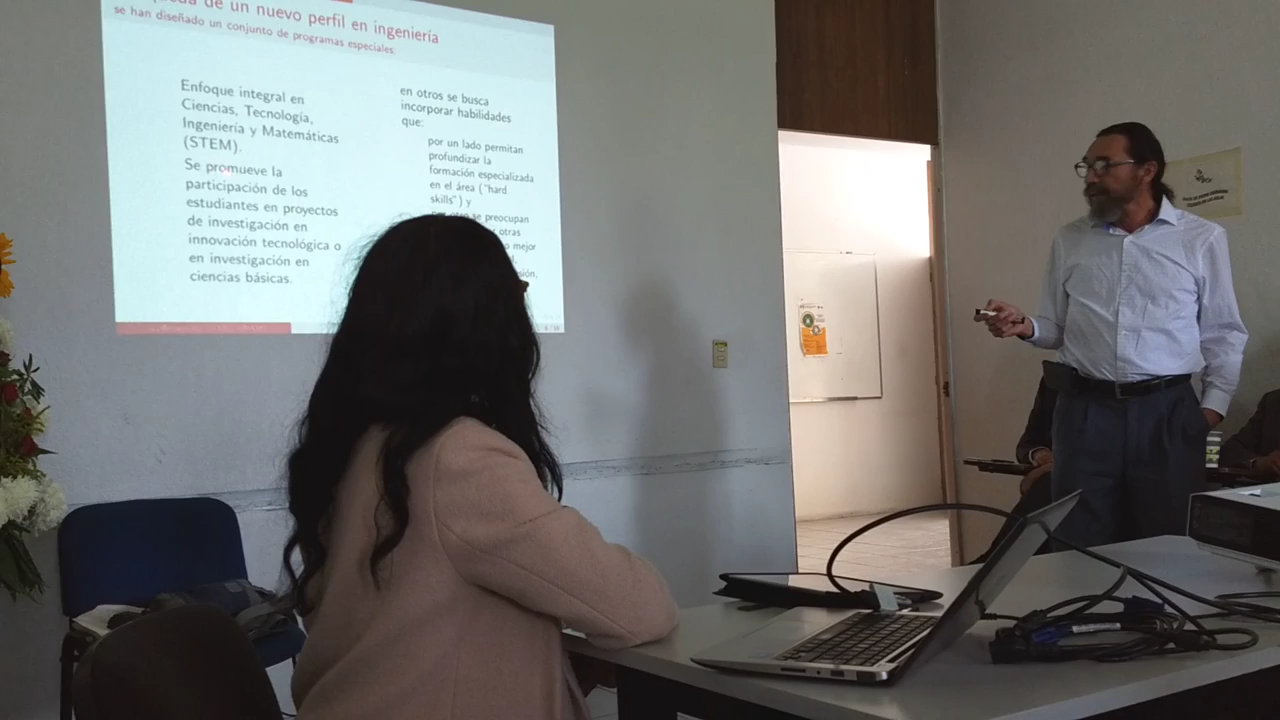 de un nuevo perfil en ingeniería
se han diseñado un conjunto de programas especiales:
Enfoque integral en
Ciencias, Tecnología,
Ingeniería y Matemáticas
(STEM).
Se promueve la
participación de los
estudiantes en proyectos
de investigación en
innovación tecnológica o
en investigación en
ciencias básicas.
en otros se busca
incorporar habilidades
que:
por un lado permitan
profundizar la
formación especializada
en el área ("hard
skills") y
se preocupan
otras
mejor